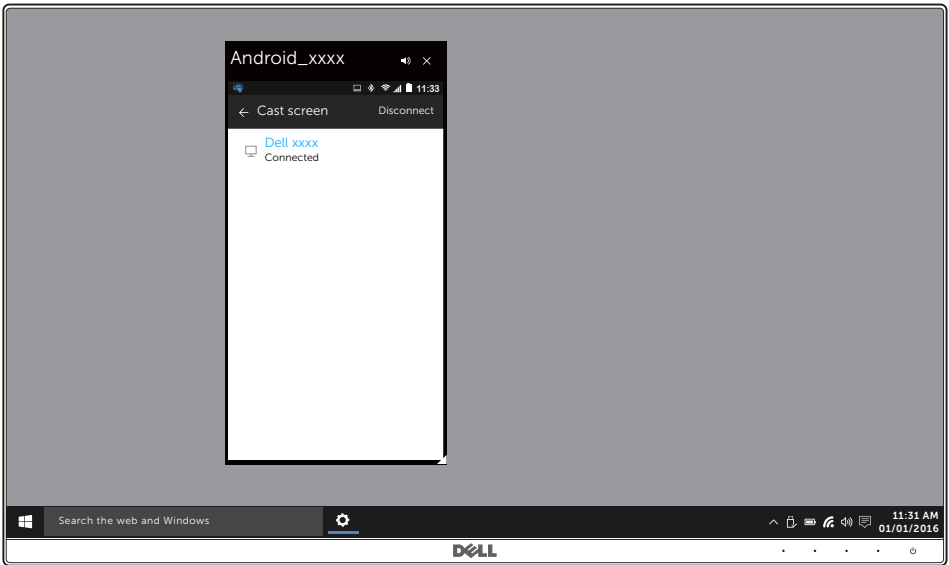 Android_xxxx
11:33
Cast screen
Disconnect
Dell xxxx
Connected
Search the web and Windows
11:31 AM
01/01/2016
DELL